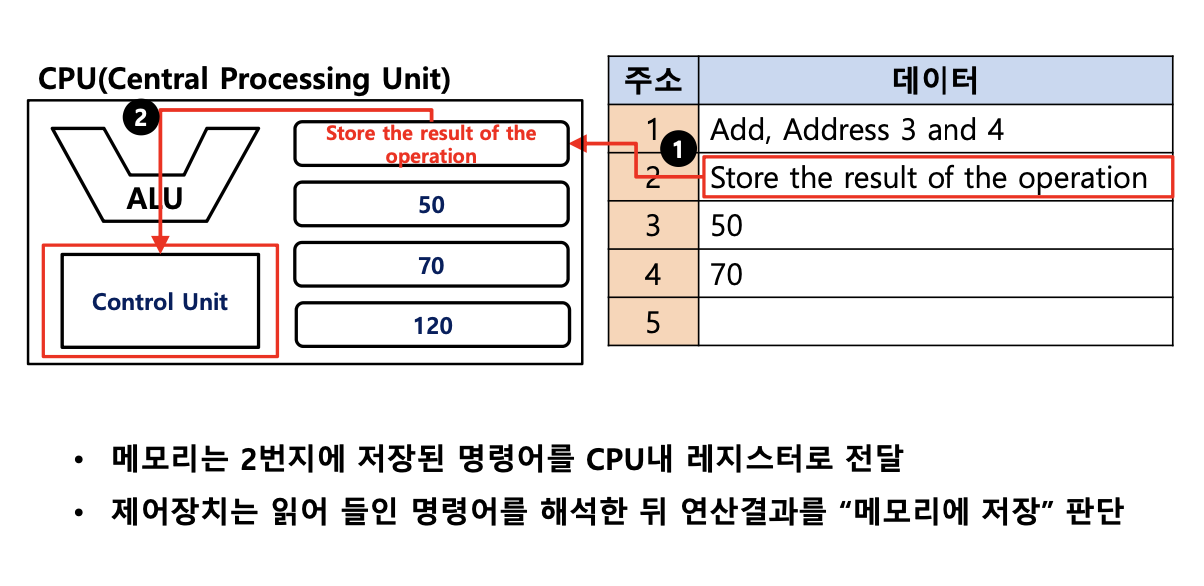 CPU(Central Processing Unit)
주소 데이터
2
Store the result of the
operation
1 Add, Address 3 and 4
1
ALU
2 Store the result of the operation
50
3 50
70
4 70
Control Unit
120
5
• 메모리는 2번지에 저장된 명령어를 CPU내 레지스터로 전달
• 제어장치는 읽어 들인 명령어를 해석한 뒤 연산결과를 “메모리에 저장” 판단